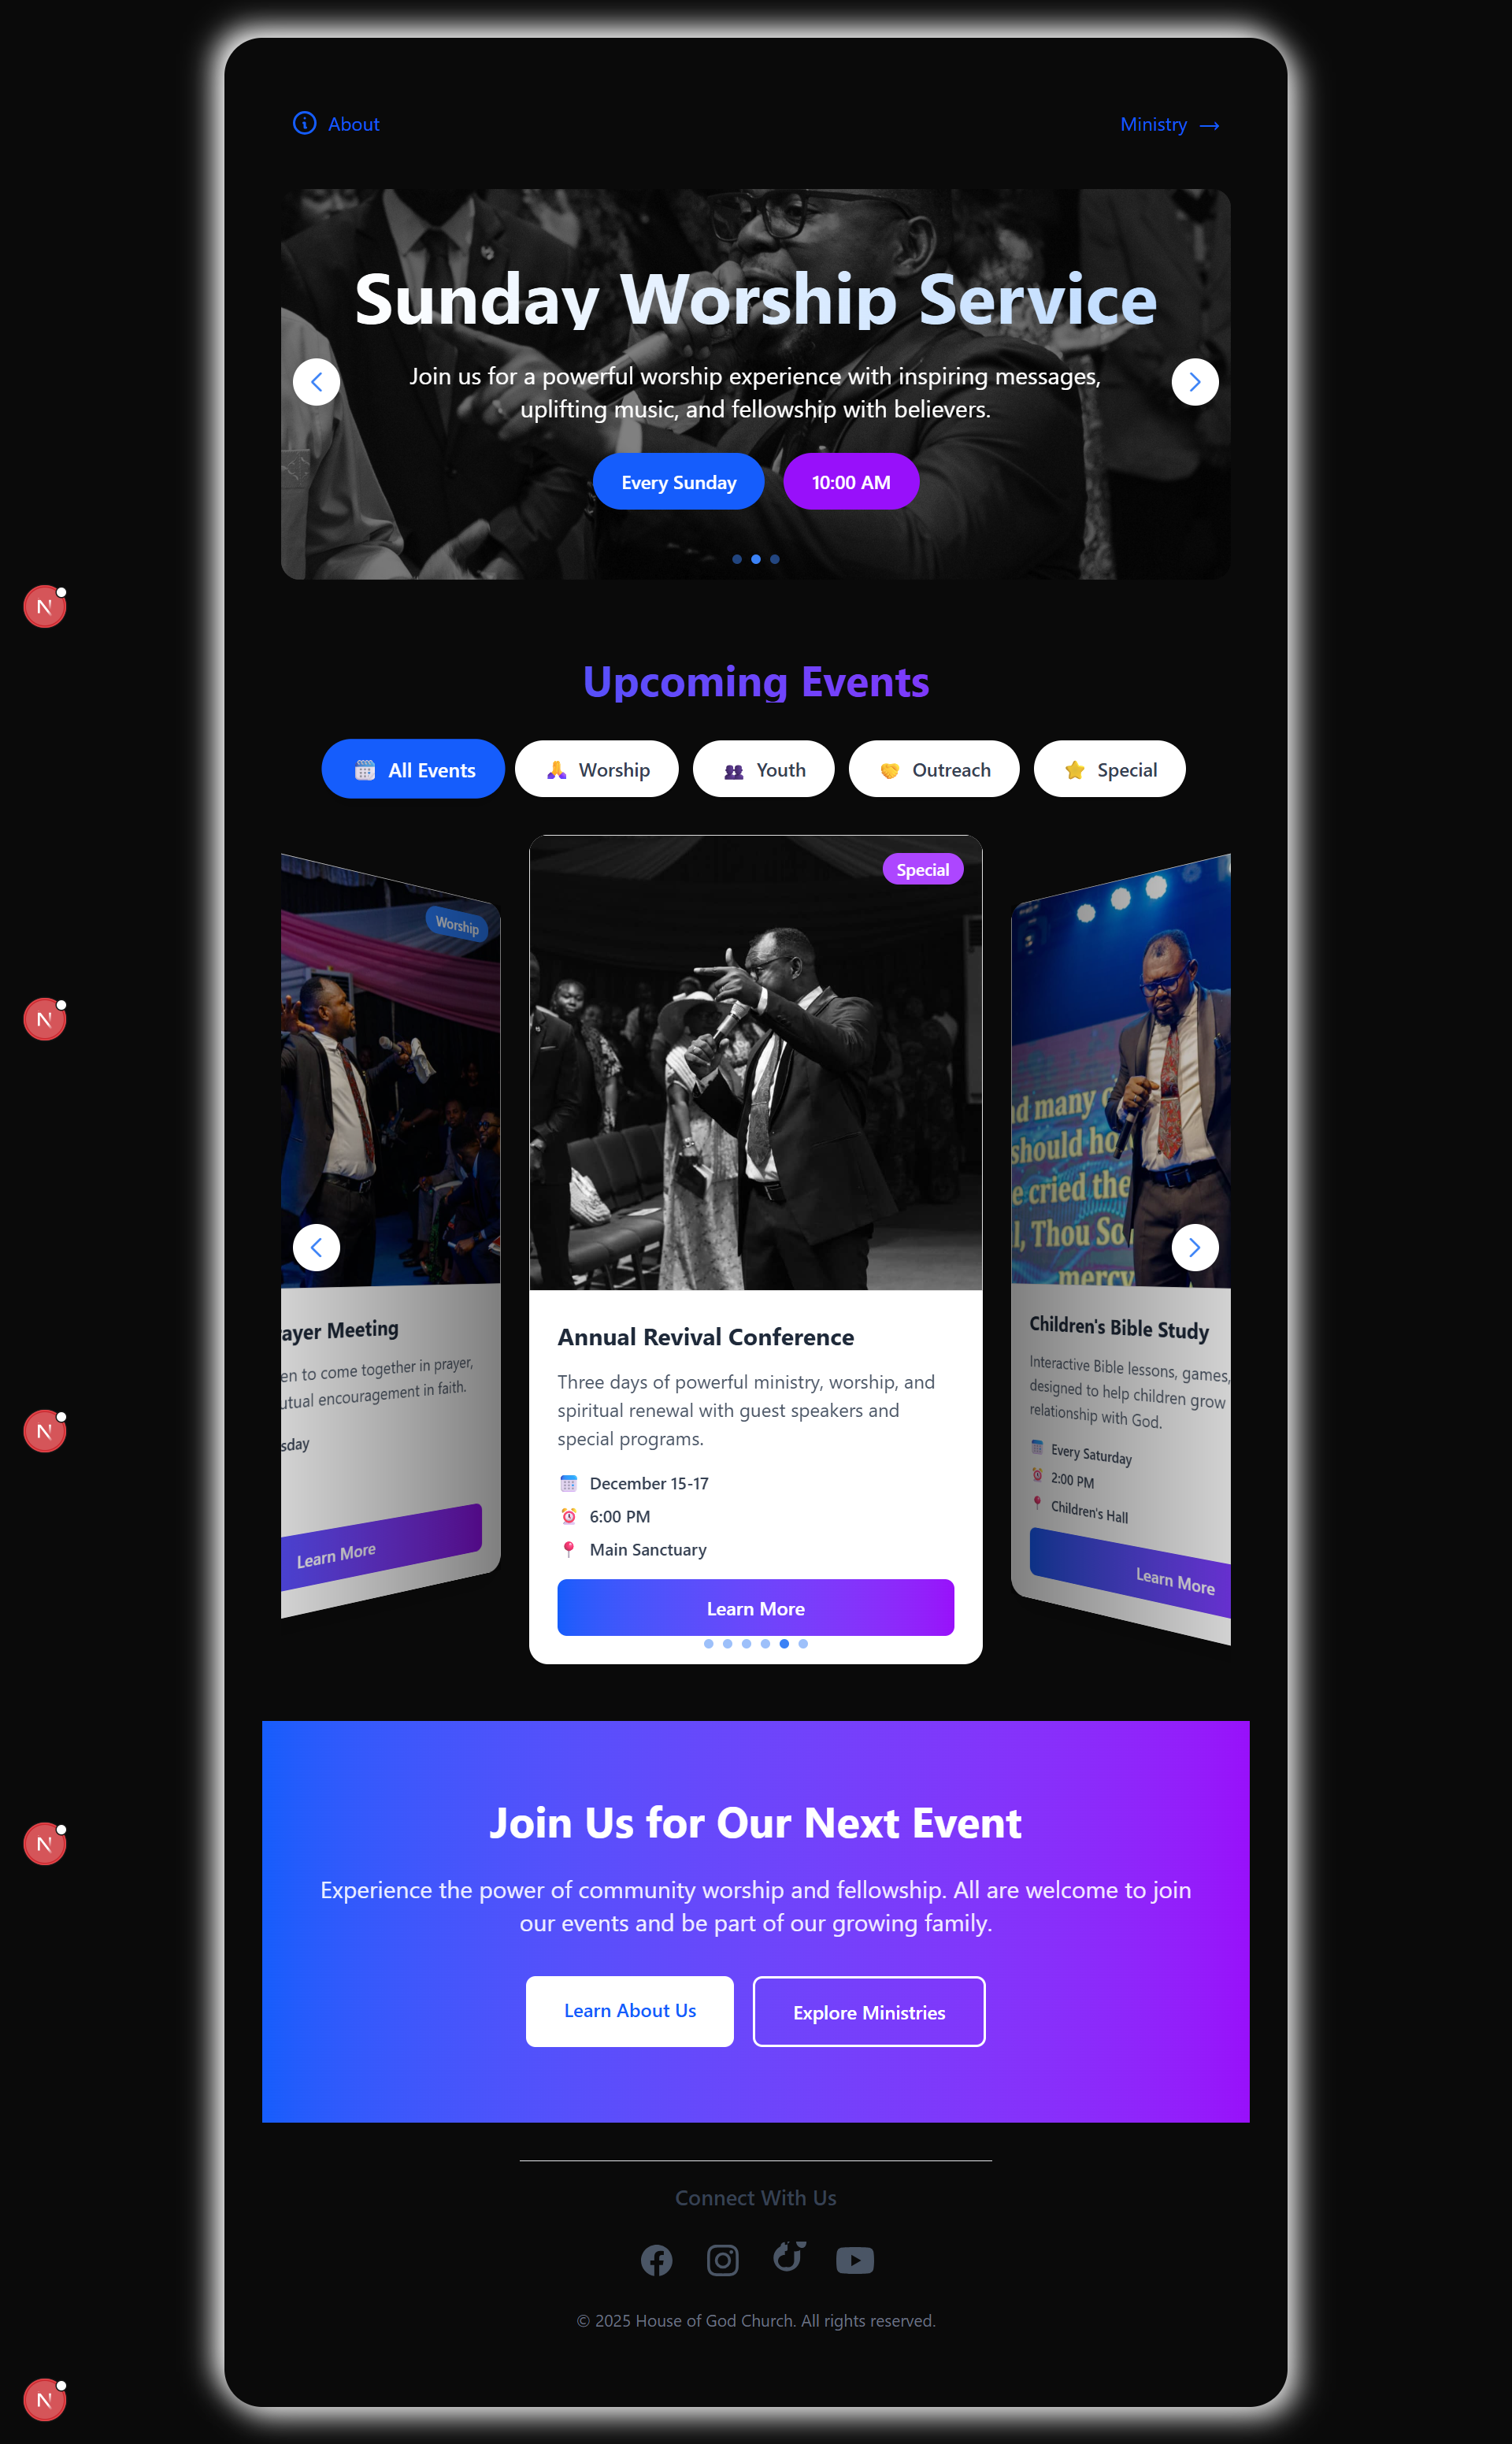 About
Ministry →
Sunday Worship Service
Join us for a powerful worship experience with inspiring messages,
uplifting music, and fellowship with believers.
Every Sunday
10:00 AM
Upcoming Events
All Events
Worship
Youth
Outreach
Special
Worship
ayer Meeting
en to come together in prayer,
utual encouragement in faith.
sday
Learn More
Special
Annual Revival Conference
Three days of powerful ministry, worship, and
spiritual renewal with guest speakers and
special programs.
December 15-17
6:00 PM
Main Sanctuary
Learn More
d many
should ho
e cried the
l, Thou So
mercy
Children's Bible Study
Interactive Bible lessons, games,
designed to help children grow
relationship with God.
Every Saturday
2:00 PM
Children's Hall
Learn More
Join Us for Our Next Event
Experience the power of community worship and fellowship. All are welcome to join
our events and be part of our growing family.
Learn About Us
Explore Ministries
Connect With Us
© 2025 House of God Church. All rights reserved.
N
N
N
N
N